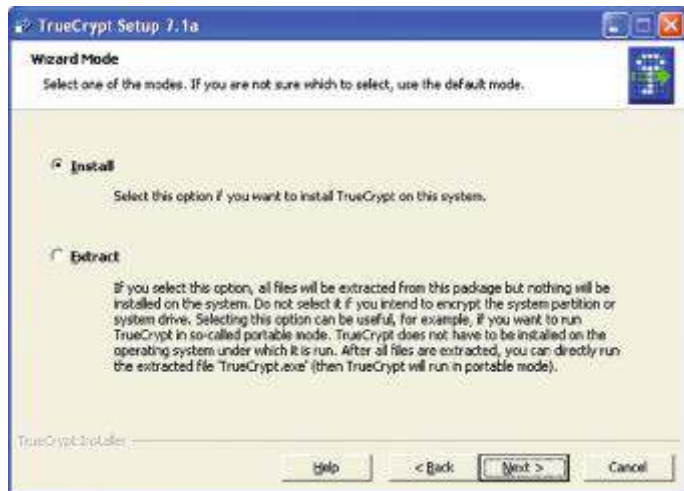 TrueCrypt Setup 7.1a
Wizard Mode
Select one of the modes. If you are not sure which to select, use the default mode.
Install
Select this option if you want to install TrueCrypt on this system.
Extract
If you select this option, all files will be extracted from this package but nothing will be
installed on the system. Do not select it if you intend to encrypt the system partition or
system drive. Selecting this option can be useful, for example, if you want to run
TrueCrypt in so-called portable mode. TrueCrypt does not have to be installed on the
operating system under which it is run. After all files are extracted, you can directly run
the extracted file 'TrueCrypt.exe' (then TrueCrypt will run in portable mode).
TrueCrypt Installer
Help
< Back
Next >
Cancel